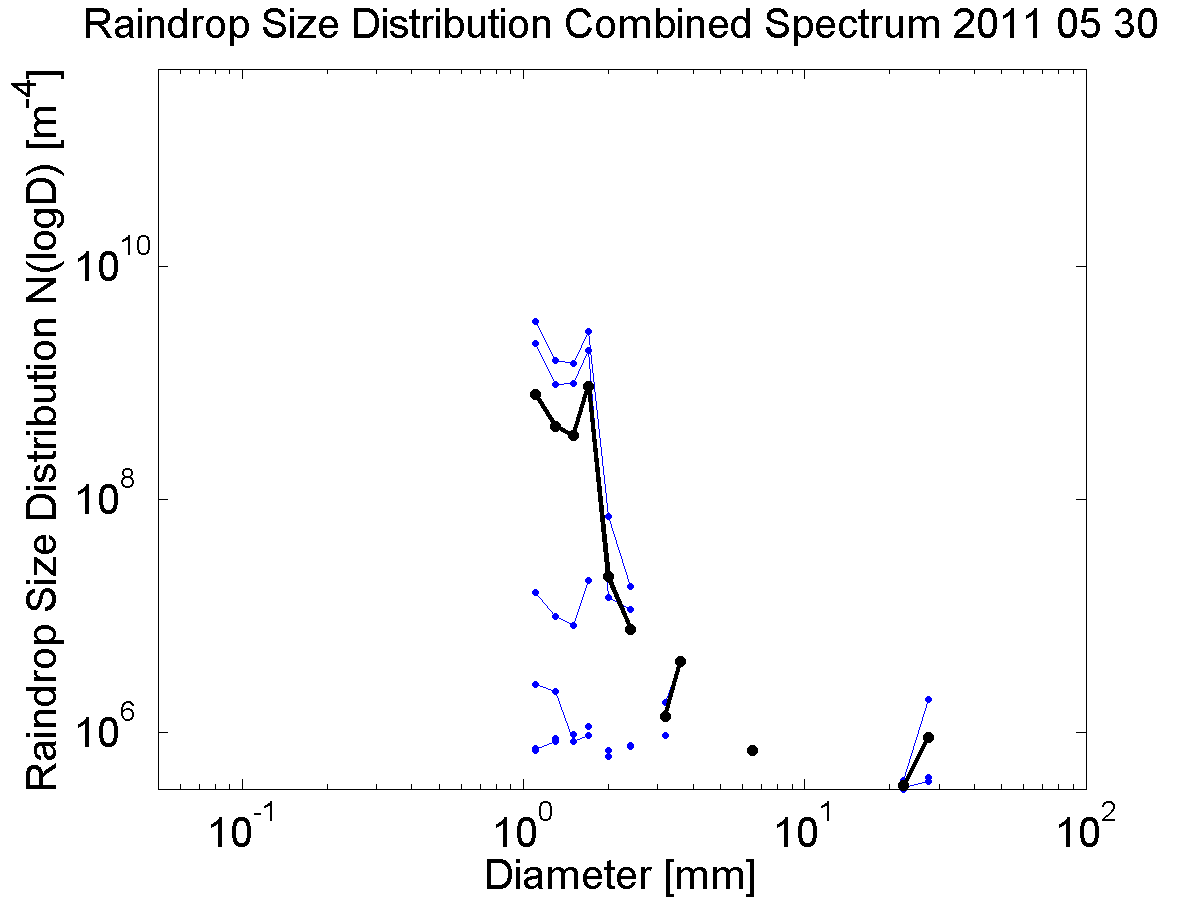 Raindrop Size Distribution Combined Spectrum 2011 05 30
Raindrop Size Distribution N(logD) [m^-4]
10^10
10^8
10^6
10^-1 10^0 10^1 10^2
Diameter [mm]